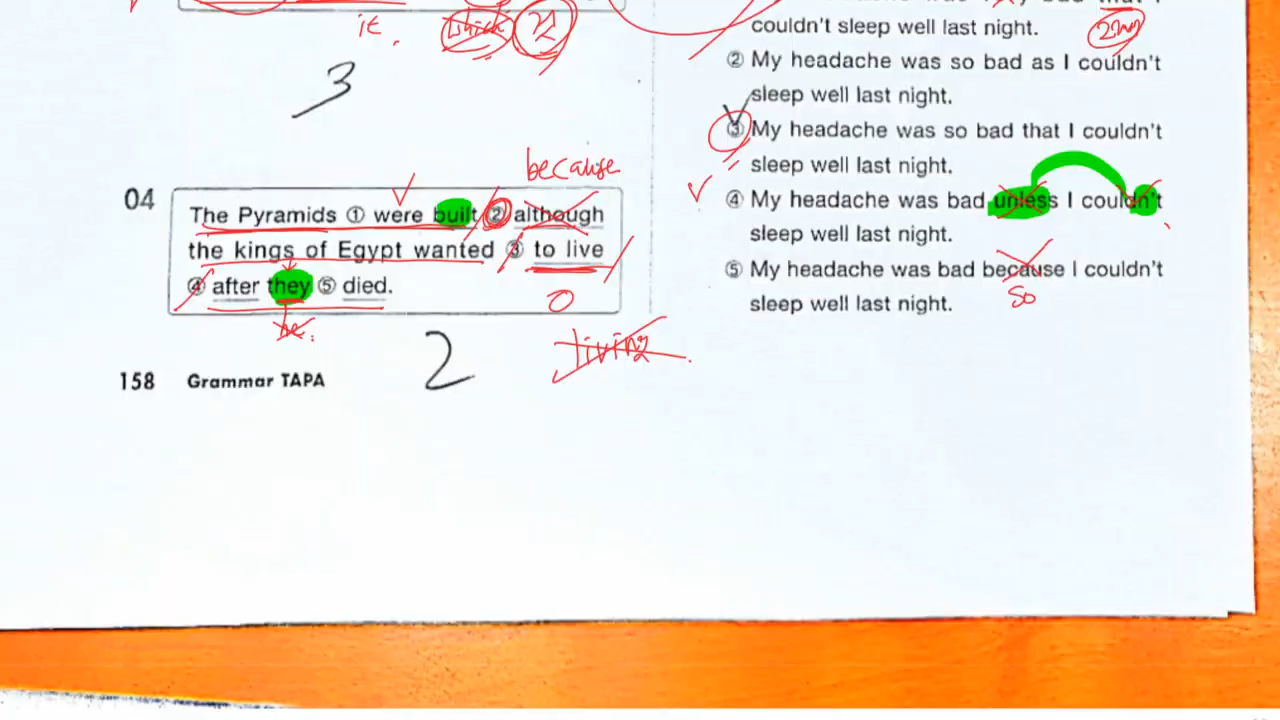 it.
which
것
3
04
because
The Pyramids ① were built ② although
the kings of Egypt wanted ③ to live
④ after they ⑤ died.
he.
O
living
2
158 Grammar TAPA
couldn't sleep well last night.
② My headache was so bad as I couldn't
sleep well last night.
③ My headache was so bad that I couldn't
sleep well last night.
④ My headache was bad unless I couldn't
sleep well last night.
⑤ My headache was bad because I couldn't
so
sleep well last night.